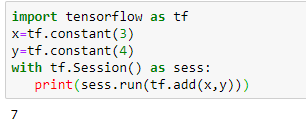 import tensorflow as tf
x=tf.constant(3)
y=tf.constant(4)
with tf.Session() as sess:
   print(sess.run(tf.add(x,y)))
7